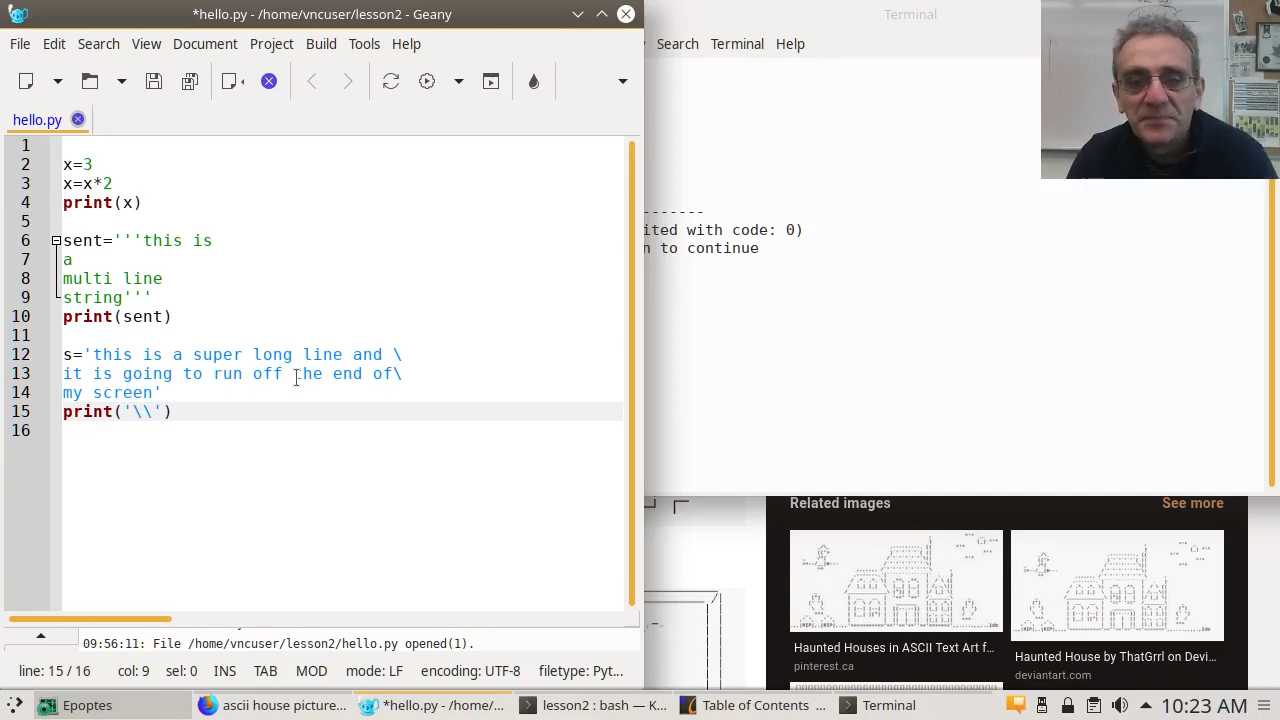 *hello.py - /home/vncuser/lesson2 - Geany
File Edit Search View Document Project Build Tools Help
hello.py
1
2 x=3
3 x=x*2
4 print(x)
5
6 sent='''this is
7 a
8 multi line
9 string'''
10 print(sent)
11
12 s='this is a super long line and \
13 it is going to run off the end of\
14 my screen'
15 print('\\')
16
09:56:11: File /home/vncuser/lesson2/hello.py opened(1).
line: 15 / 16 col: 9 sel: 0 INS TAB MOD mode: LF encoding: UTF-8 filetype: Pyt...
Terminal
Search Terminal Help
-------
ited with code: 0)
n to continue
Related images See more
Haunted Houses in ASCII Text Art f...
pinterest.ca
Haunted House by ThatGrrl on Devi...
deviantart.com
Epoptes ascii house pic *hello.py - /home/... lesson2 : bash — K... Table of Contents ... Terminal 10:23 AM